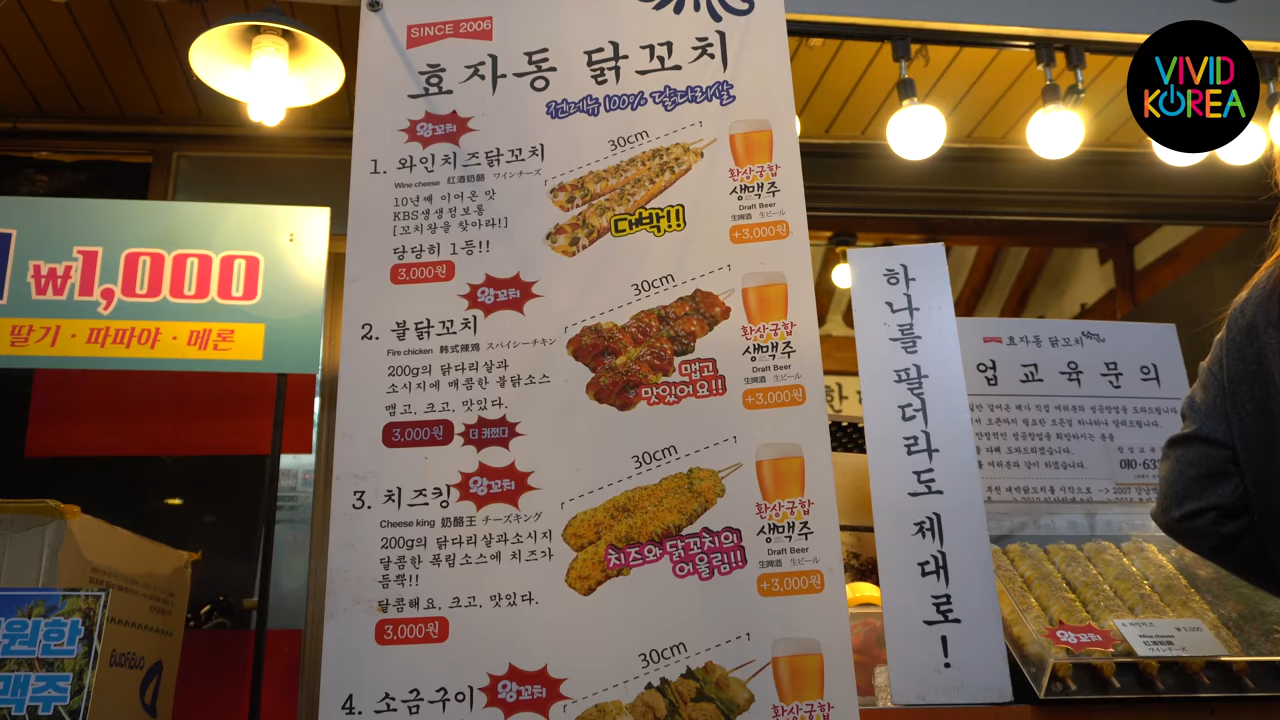 SINCE 2006
효자동 닭꼬치
전메뉴 100% 닭다리살
왕꼬치
1. 와인치즈닭꼬치
Wine cheese 红酒奶酪 ワインチーズ
10년째 이어온 맛
KBS생생정보통
[꼬치왕을 찾아라!]
당당히 1등!!
3,000원
30cm
대박!!
환상궁합
생맥주
Draft Beer
生啤酒 生ビール
+3,000원
왕꼬치
2. 불닭꼬치
Fire chicken 韩式辣鸡 スパイシーチキン
200g의 닭다리살과
소시지에 매콤한 불닭소스
맵고, 크고, 맛있다.
3,000원
더 커졌다
30cm
맵고
맛있어요!!
환상궁합
생맥주
Draft Beer
生啤酒 生ビール
+3,000원
왕꼬치
3. 치즈킹
Cheese king 奶酪王 チーズキング
200g의 닭다리살과소시지
달콤한 폭립소스에 치즈가
듬뿍!!
달콤해요, 크고, 맛있다.
3,000원
30cm
치즈와 닭꼬치의
어울림!!
환상궁합
생맥주
Draft Beer
生啤酒 生ビール
+3,000원
4. 소금구이
왕꼬치
30cm
환상궁합
₩1,000
딸기 · 파파야 · 메론
원한
맥주
하나를 팔더라도 제대로!
효자동 닭꼬치
업교육문의
왕꼬치
Wine cheese
红酒奶酪
ワインチーズ
VIVID
KOREA